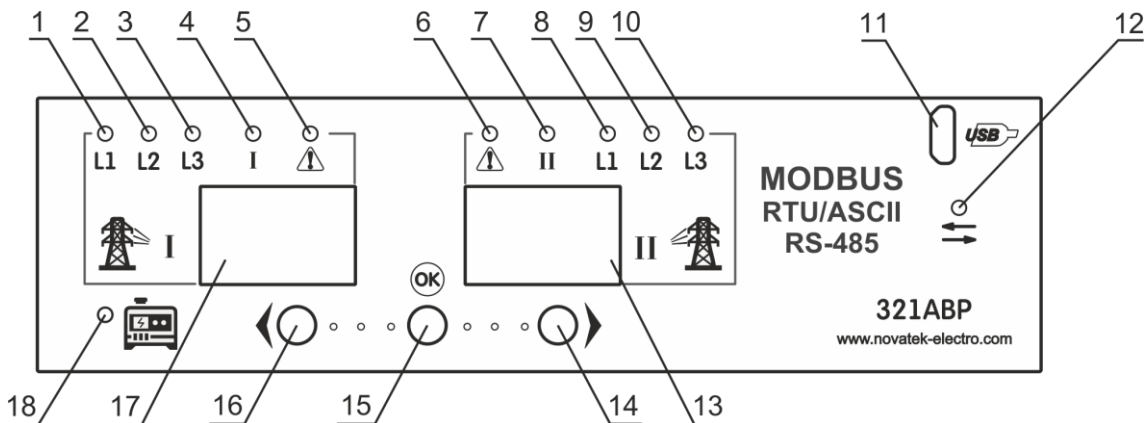 1 2 3 4 5 6 7 8 9 10 11 12
L1 L2 L3 I II L1 L2 L3
USB
MODBUS
RTU/ASCII
RS-485
I II
OK
321ABP
www.novatek-electro.com
18 17 16 15 14 13